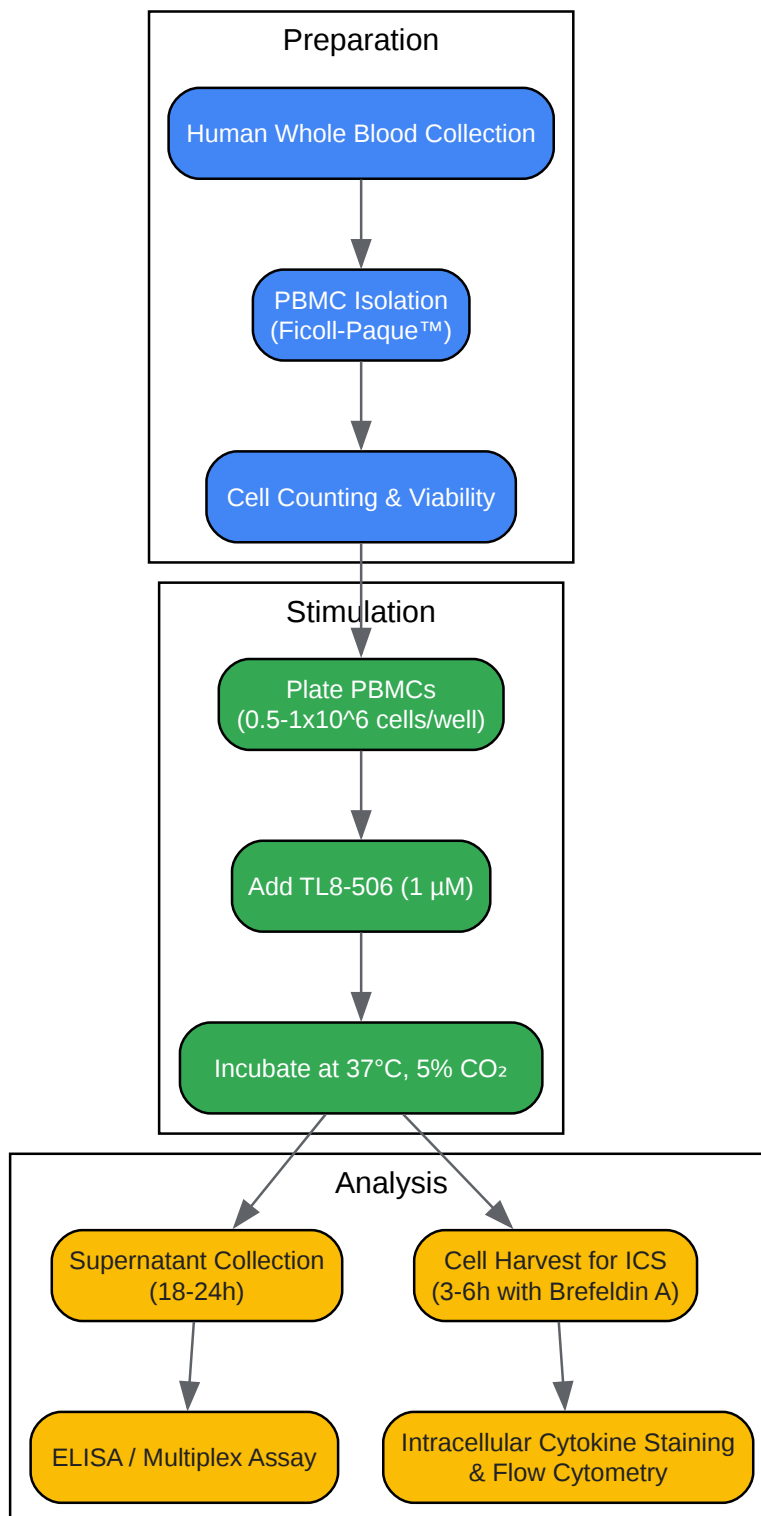 Preparation
Human Whole Blood Collection
PBMC Isolation
(Ficoll-Paque™)
Cell Counting & Viability
Stimulation
Plate PBMCs
(0.5-1x10^6 cells/well)
Add TL8-506 (1 µM)
Incubate at 37°C, 5% CO₂
Analysis
Supernatant Collection
(18-24h)
Cell Harvest for ICS
(3-6h with Brefeldin A)
ELISA / Multiplex Assay
Intracellular Cytokine Staining
& Flow Cytometry